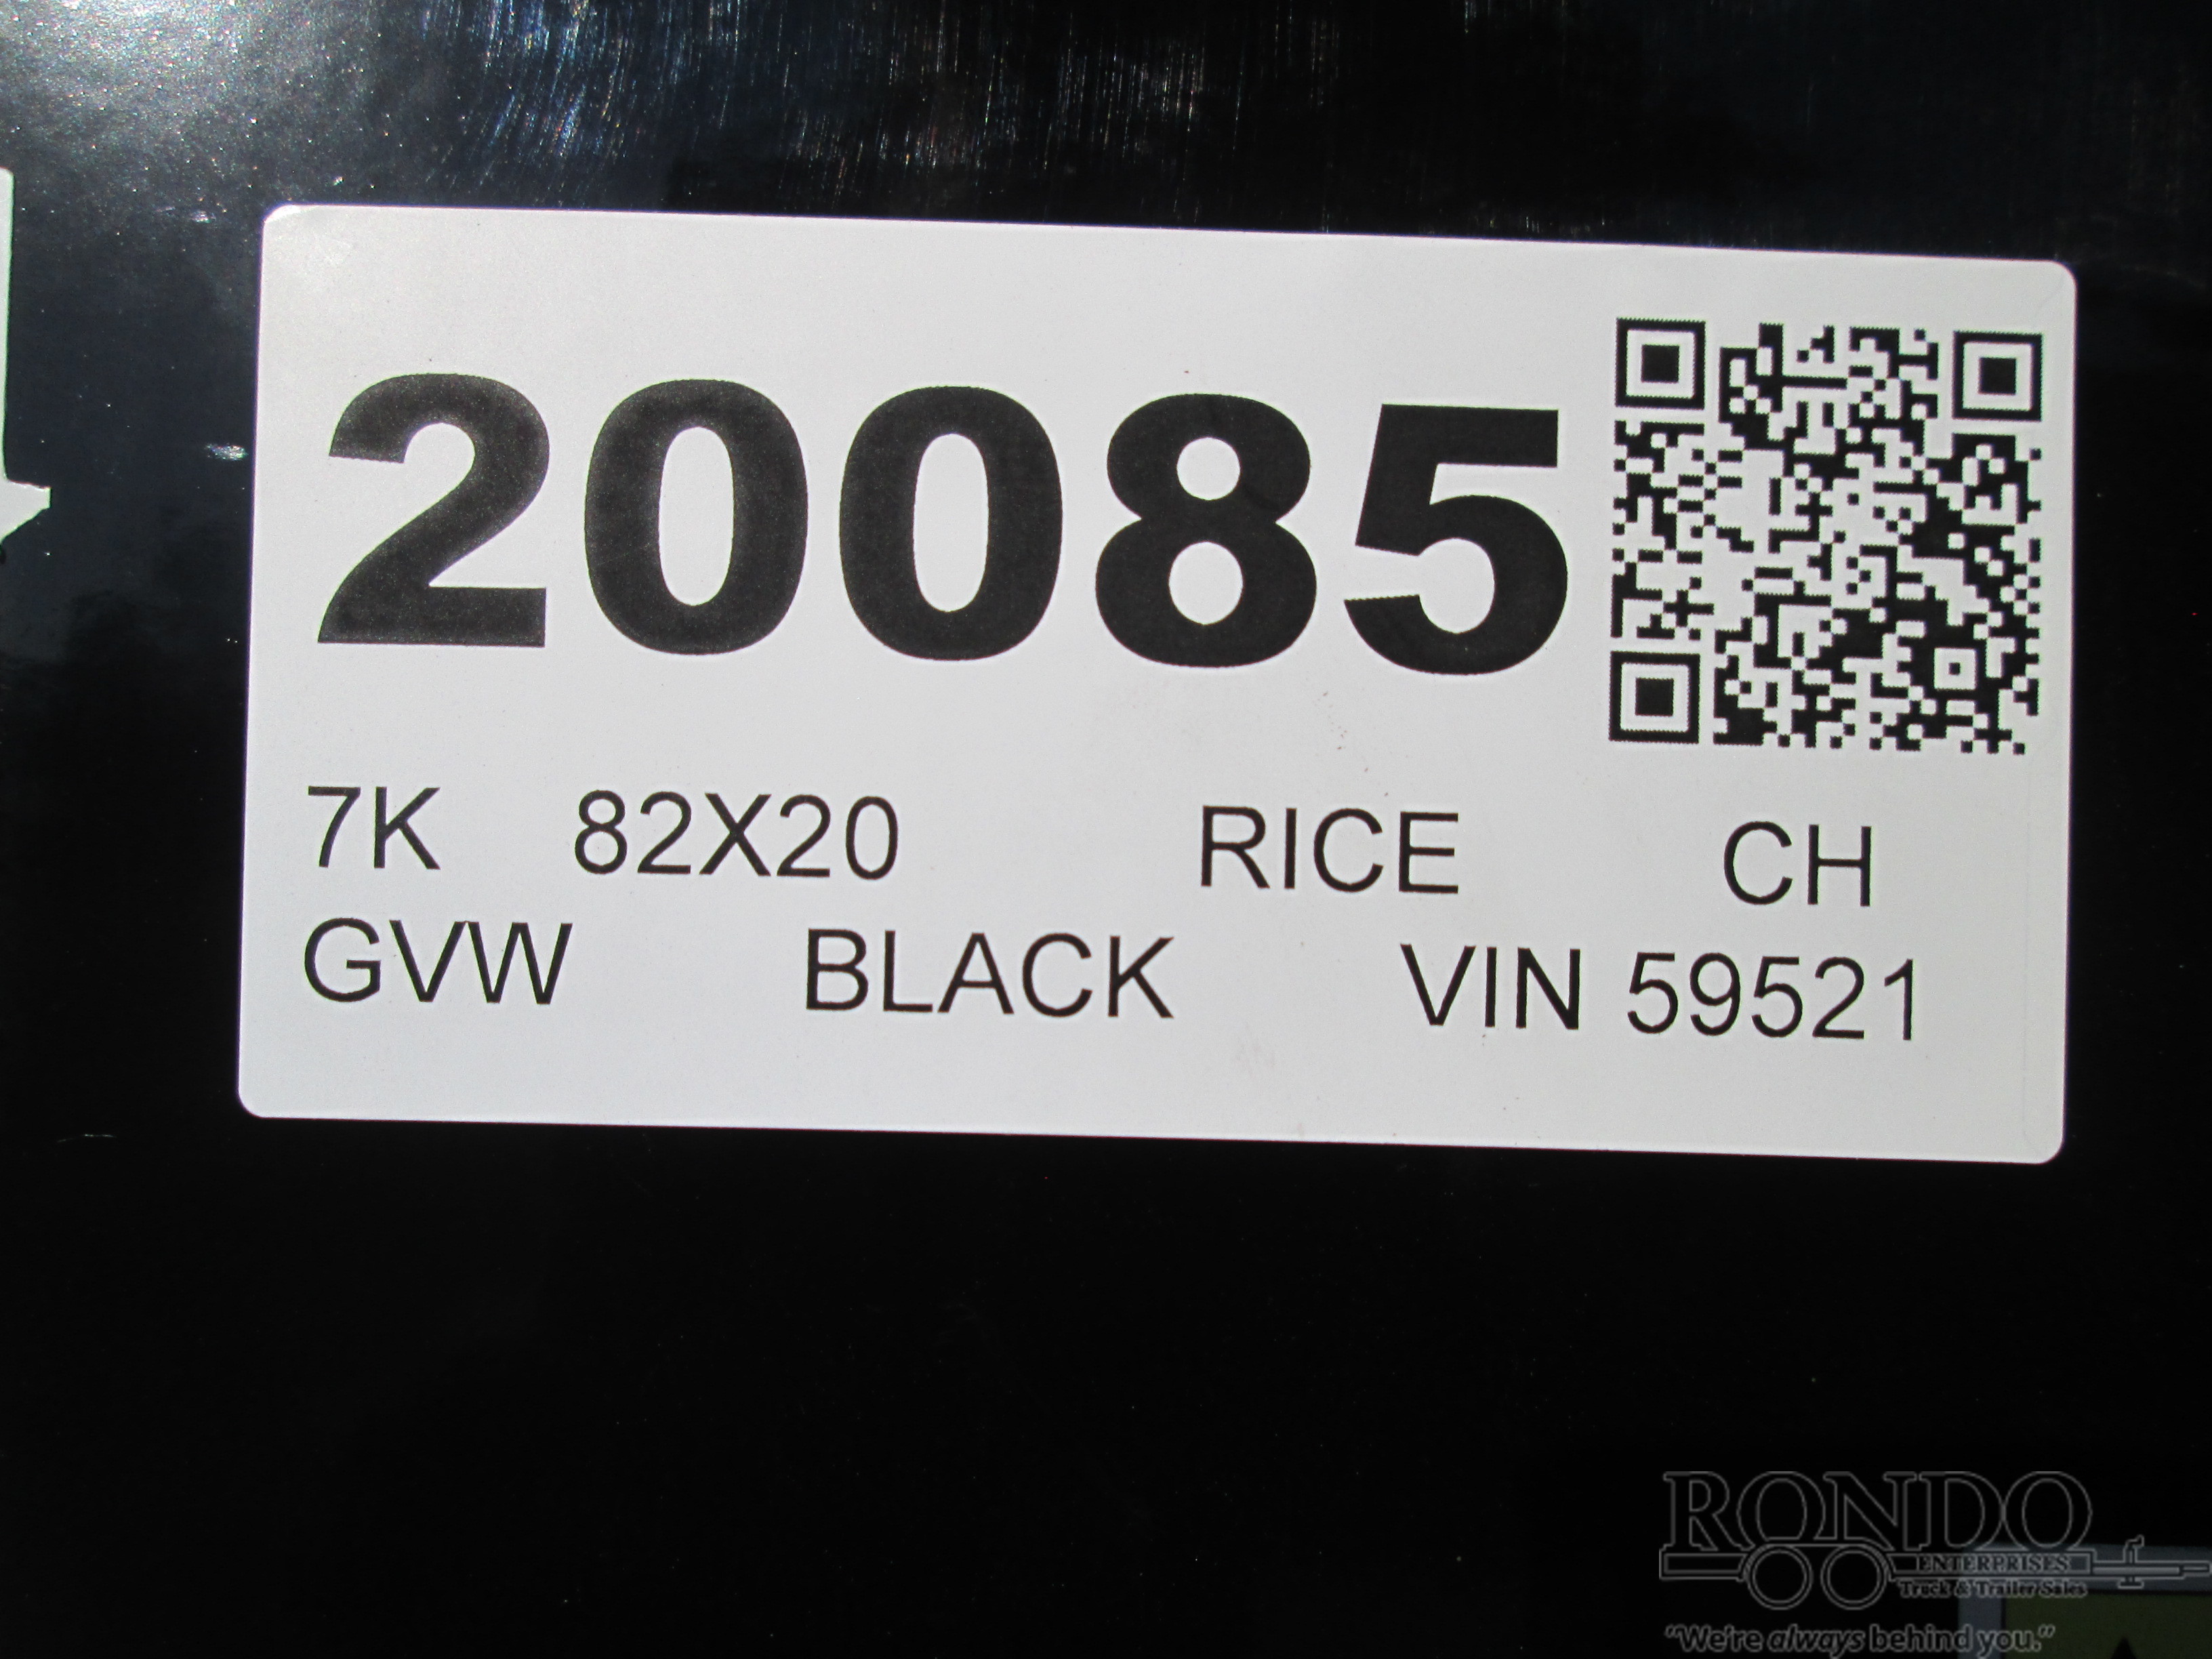 20085
7K 82X20 RICE CH
GVW BLACK VIN 59521
RONDO
ENTERPRISES
Truck & Trailer Sales
"We're always behind you."